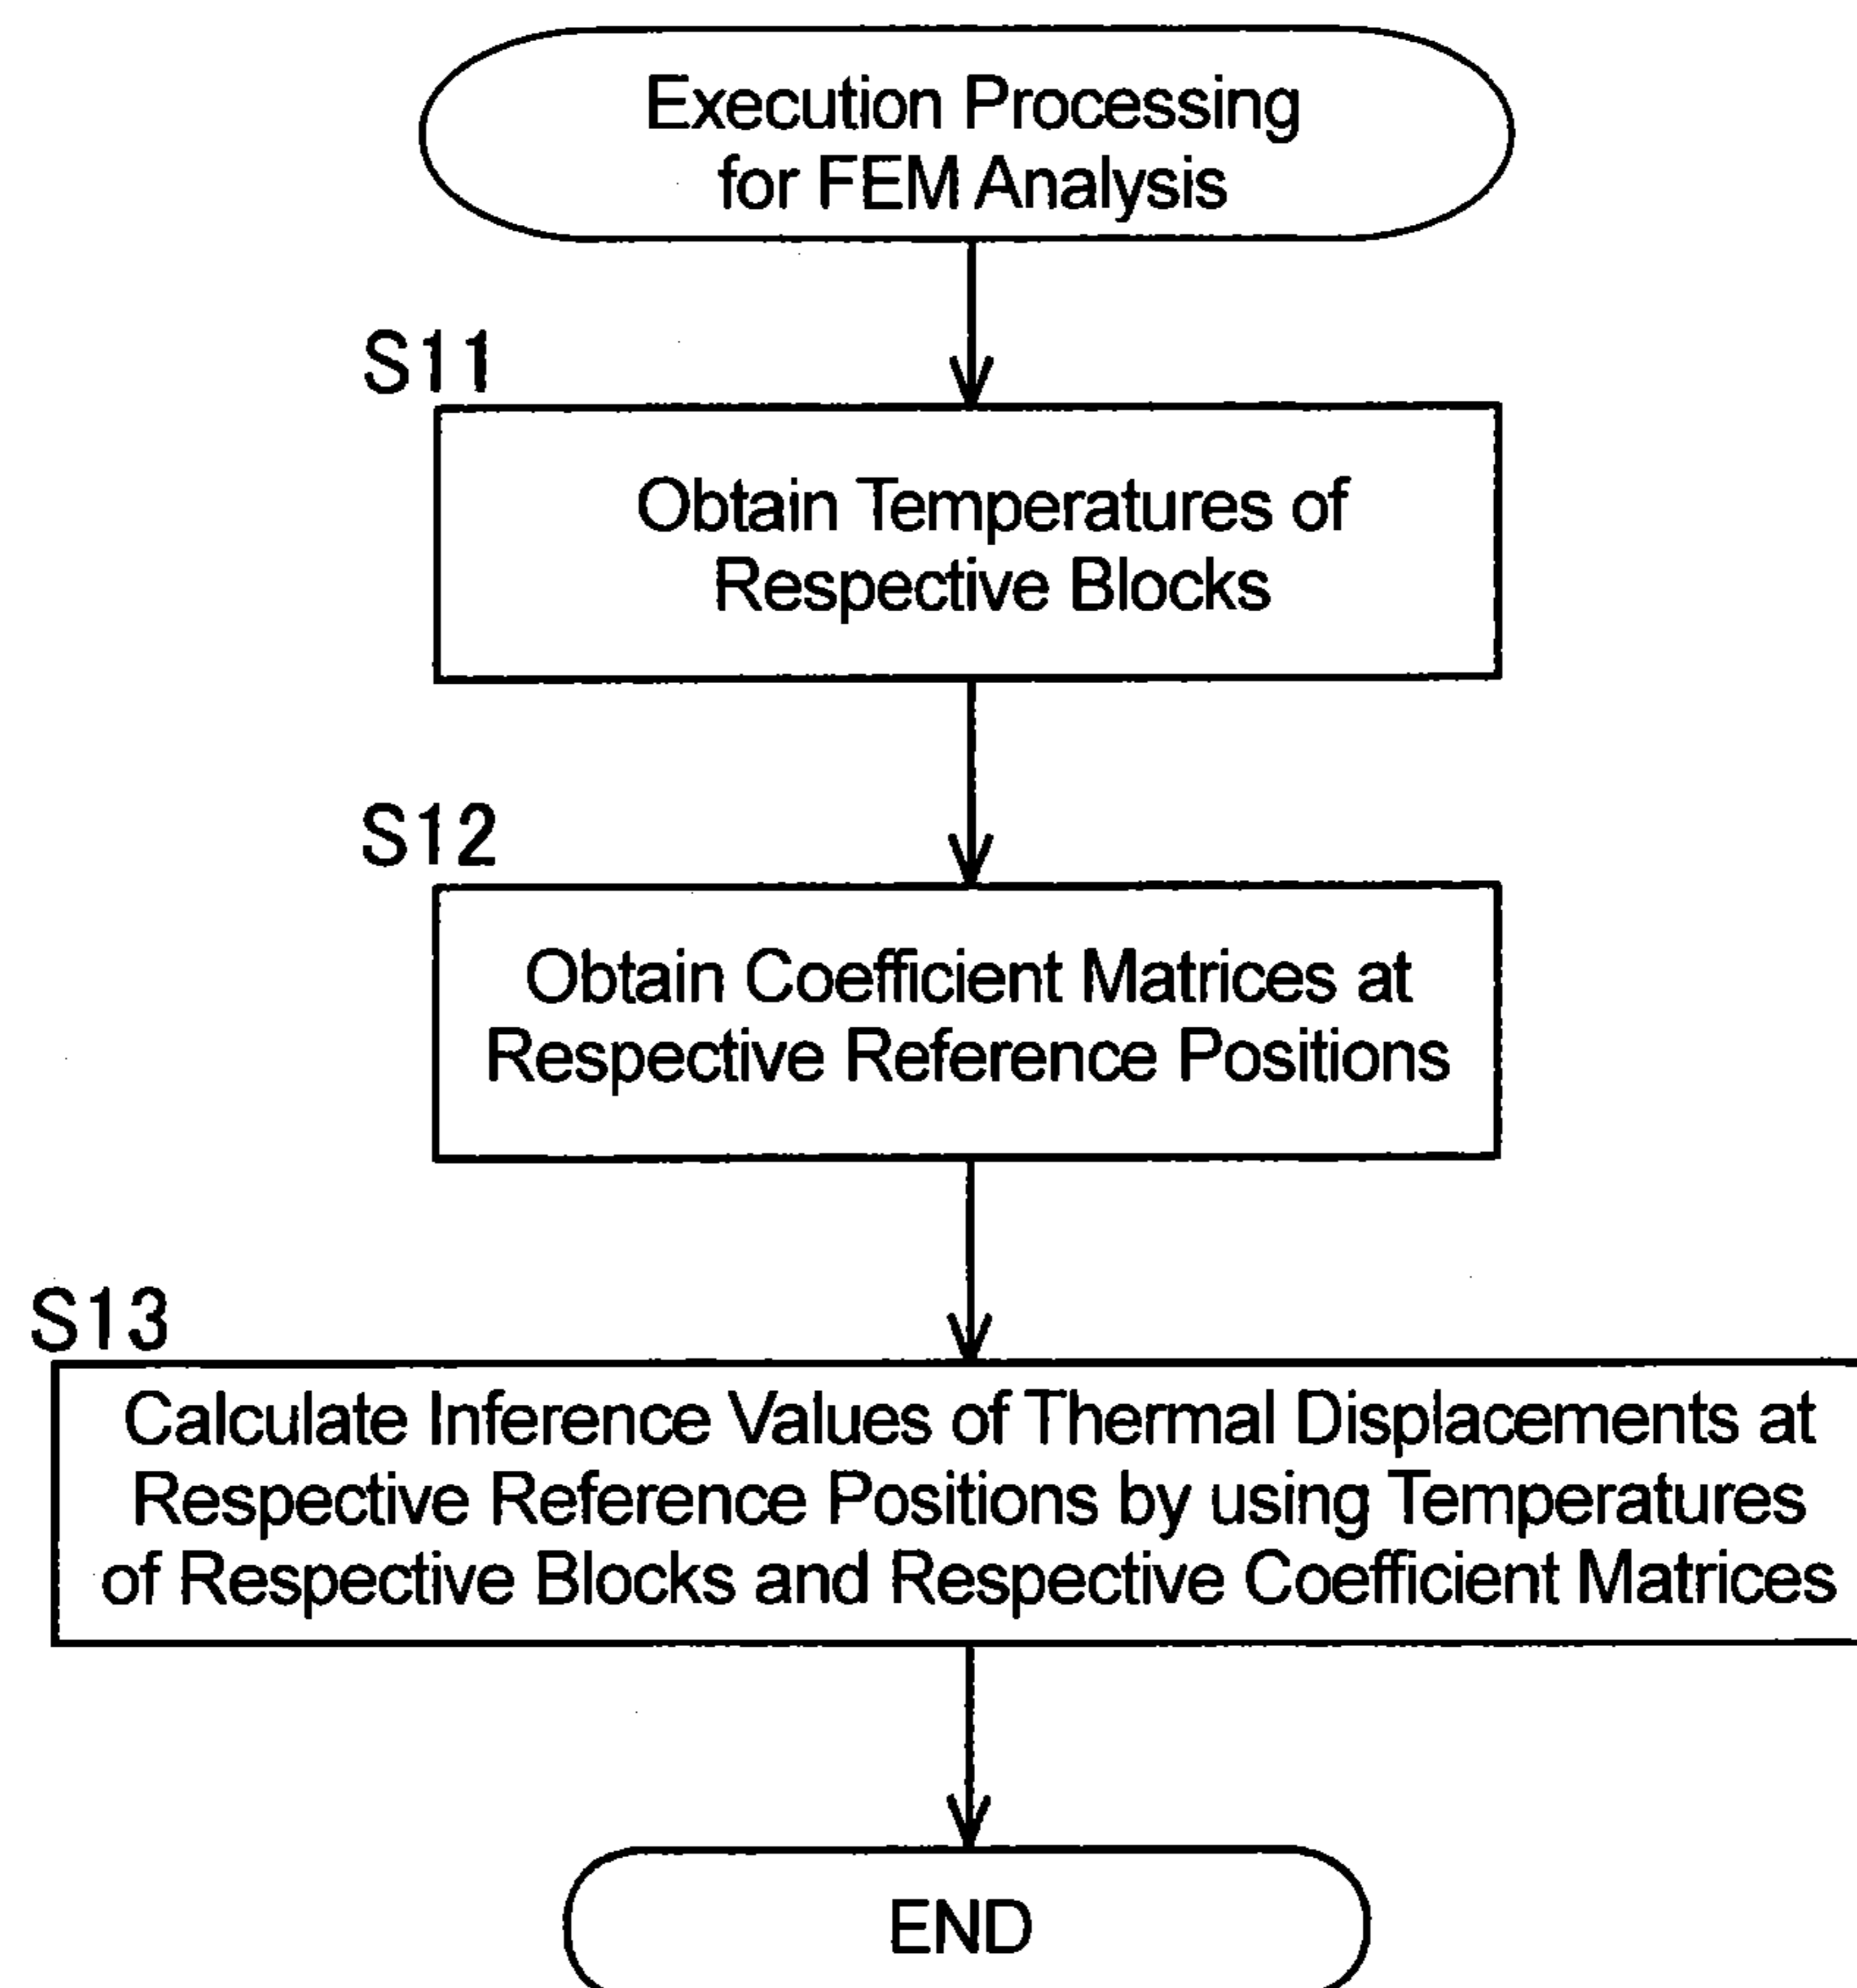 Execution Processing
for FEM Analysis
S11
Obtain Temperatures of
Respective Blocks
S12
Obtain Coefficient Matrices at
Respective Reference Positions
S13
Calculate Inference Values of Thermal Displacements at
Respective Reference Positions by using Temperatures
of Respective Blocks and Respective Coefficient Matrices
END